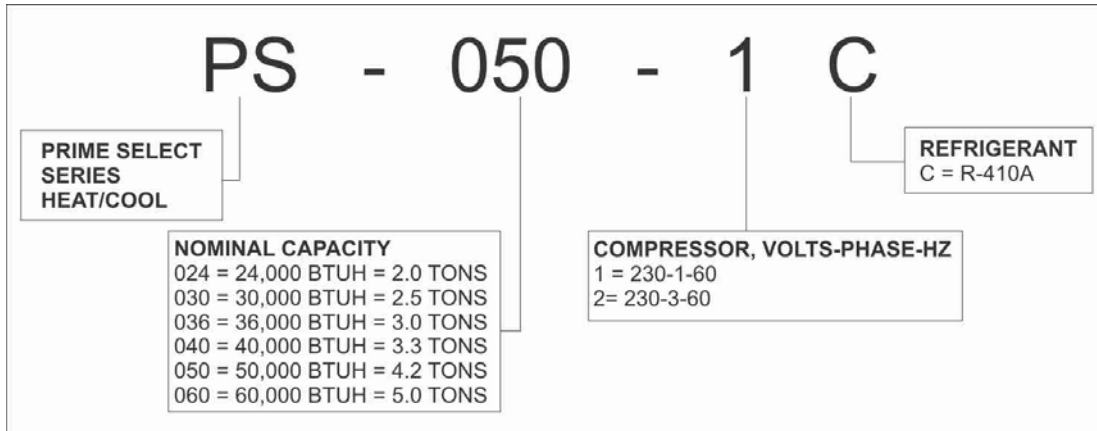 PS - 050 - 1 C
PRIME SELECT
SERIES
HEAT/COOL
NOMINAL CAPACITY
024 = 24,000 BTUH = 2.0 TONS
030 = 30,000 BTUH = 2.5 TONS
036 = 36,000 BTUH = 3.0 TONS
040 = 40,000 BTUH = 3.3 TONS
050 = 50,000 BTUH = 4.2 TONS
060 = 60,000 BTUH = 5.0 TONS
COMPRESSOR, VOLTS-PHASE-HZ
1 = 230-1-60
2= 230-3-60
REFRIGERANT
C = R-410A